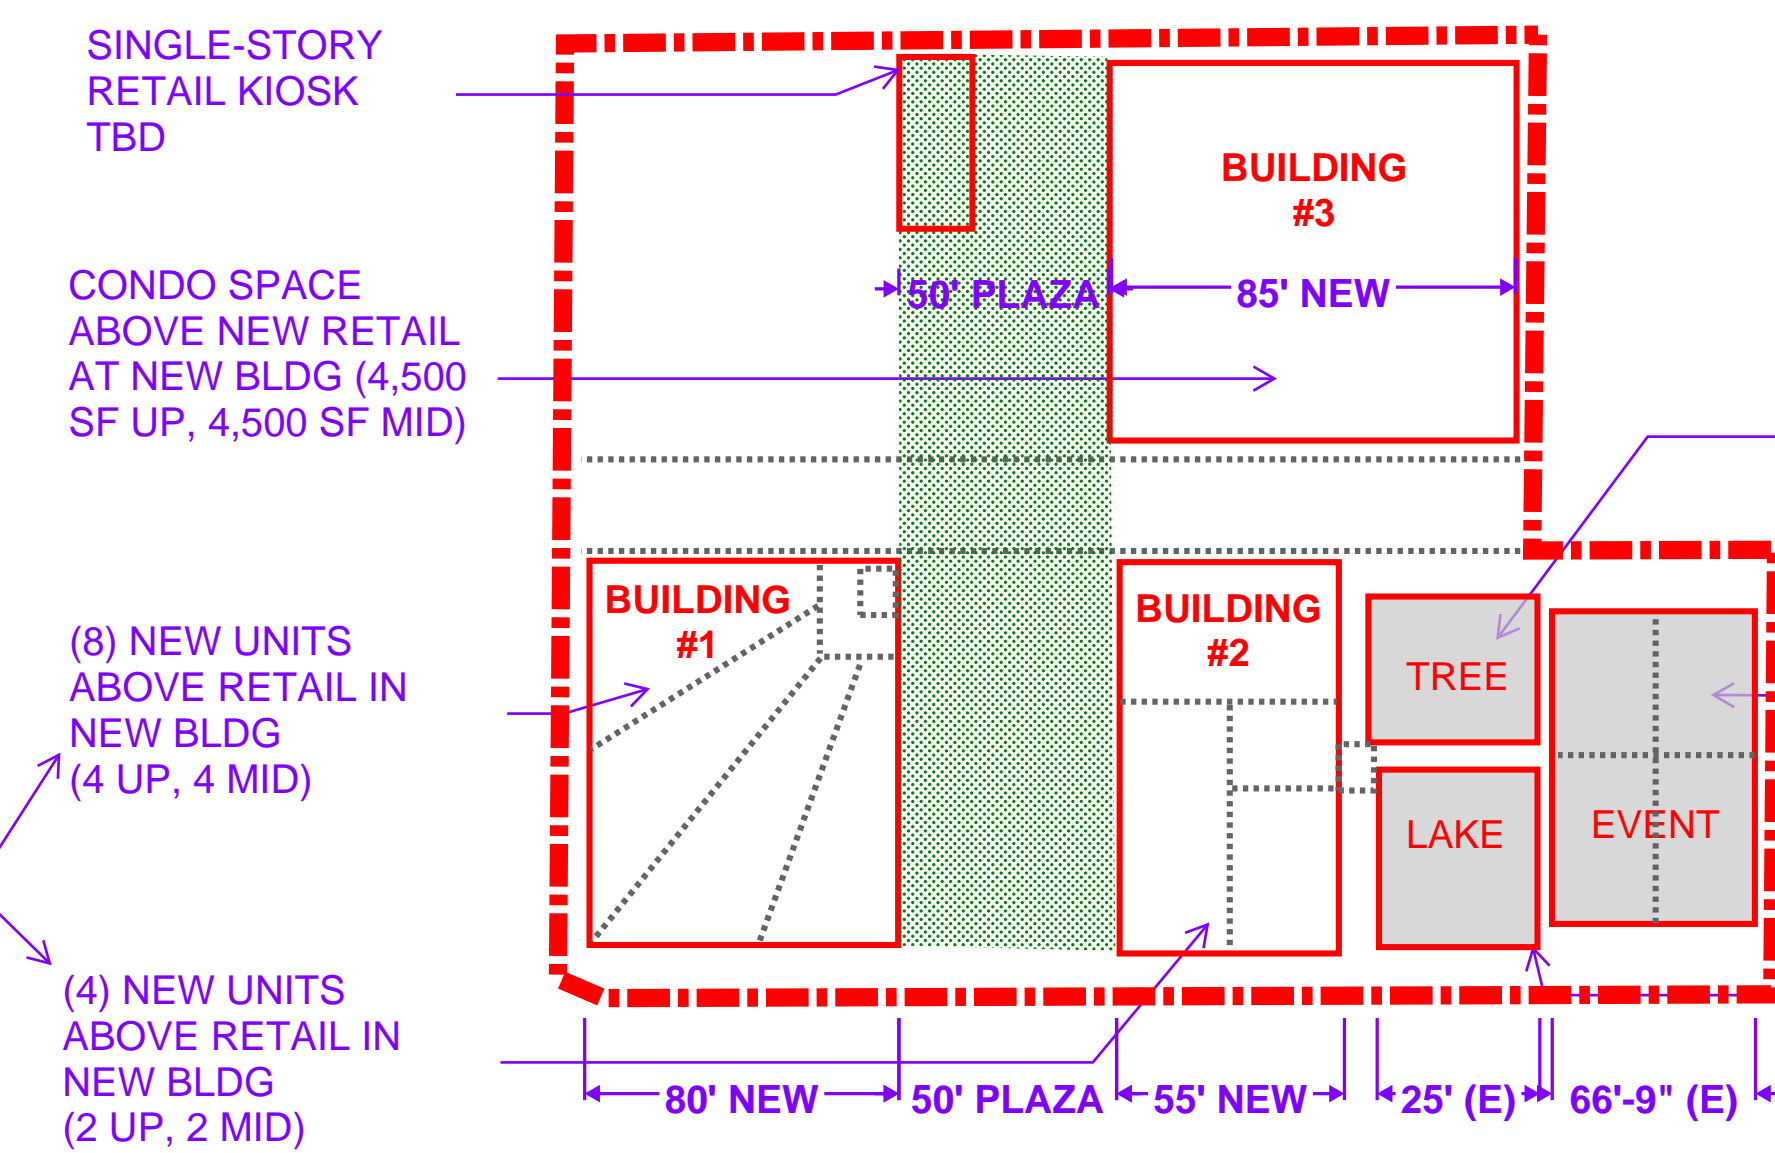 SINGLE-STORY
RETAIL KIOSK
TBD
BUILDING
#3
CONDO SPACE
ABOVE NEW RETAIL
AT NEW BLDG (4,500
SF UP, 4,500 SF MID)
50' PLAZA
85' NEW
(8) NEW UNITS
ABOVE RETAIL IN
NEW BLDG
(4 UP, 4 MID)
BUILDING
#1
BUILDING
#2
TREE
LAKE
EVENT
(4) NEW UNITS
ABOVE RETAIL IN
NEW BLDG
(2 UP, 2 MID)
80' NEW
50' PLAZA
55' NEW
25' (E)
66'-9" (E)